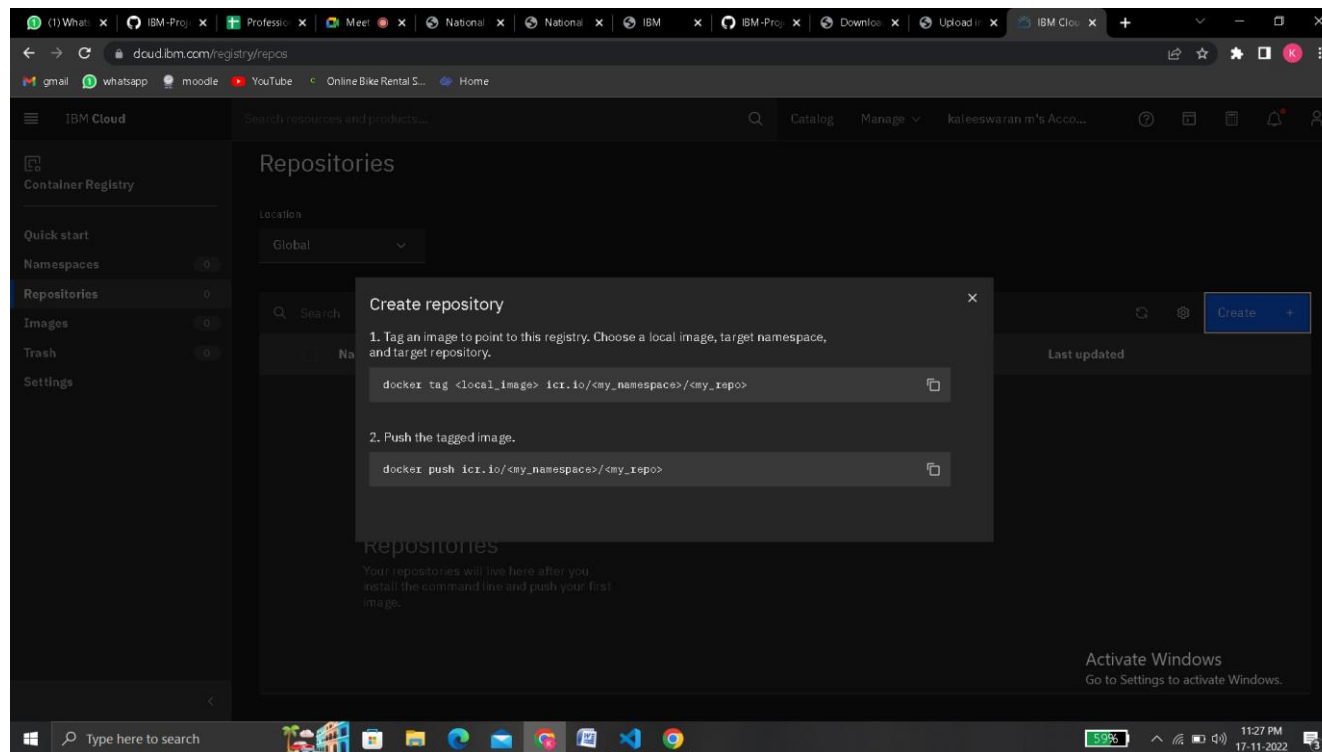 (1) Whats
IBM-Proj
Professio
Meet
National
National
IBM
IBM-Proj
Downloa
Upload in
IBM Clou
cloud.ibm.com/registry/repos
K
gmail
whatsapp
moodle
YouTube
Online Bike Rental S...
Home
IBM Cloud
Search resources and products...
Catalog
Manage
kaleeswaran m's Acco...
Container Registry
Quick start
Namespaces 0
Repositories 0
Images 0
Trash 0
Settings
Repositories
Location
Global
Search
Create +
Na
Last updated
Create repository
1. Tag an image to point to this registry. Choose a local image, target namespace,
and target repository.
docker tag <local_image> icr.io/<my_namespace>/<my_repo>
2. Push the tagged image.
docker push icr.io/<my_namespace>/<my_repo>
Repositories
Your repositories will live here after you
install the command line and push your first
image.
Activate Windows
Go to Settings to activate Windows.
Type here to search
59%
11:27 PM
17-11-2022
3